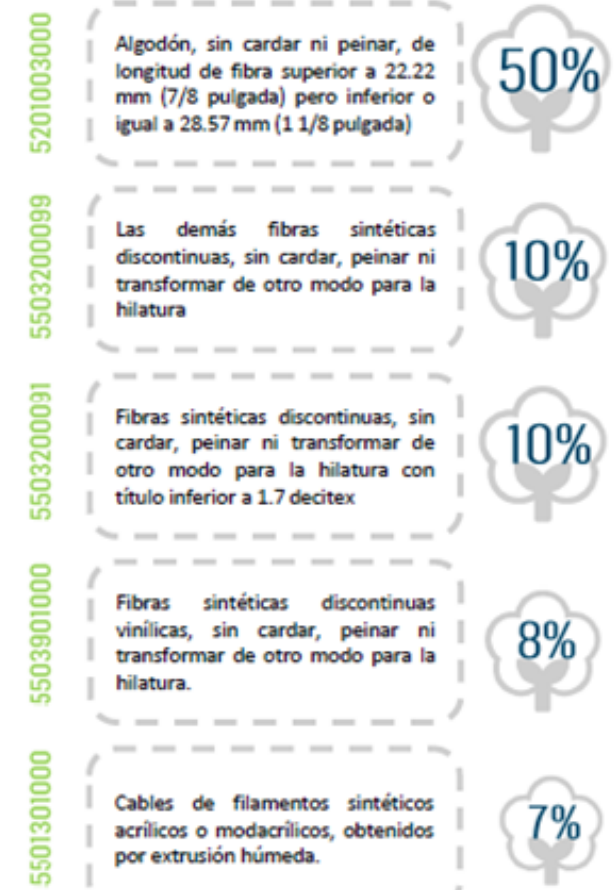 5201003000
Algodón, sin cardar ni peinar, de
longitud de fibra superior a 22.22
mm (7/8 pulgada) pero inferior o
igual a 28.57 mm (1 1/8 pulgada)
50%
5503200099
Las demás fibras sintéticas
discontinuas, sin cardar, peinar ni
transformar de otro modo para la
hilatura
10%
5503200091
Fibras sintéticas discontinuas, sin
cardar, peinar ni transformar de
otro modo para la hilatura con
título inferior a 1.7 decitex
10%
5503901000
Fibras sintéticas discontinuas
vinílicas, sin cardar, peinar ni
transformar de otro modo para la
hilatura.
8%
5501301000
Cables de filamentos sintéticos
acrílicos o modacrílicos, obtenidos
por extrusión húmeda.
7%